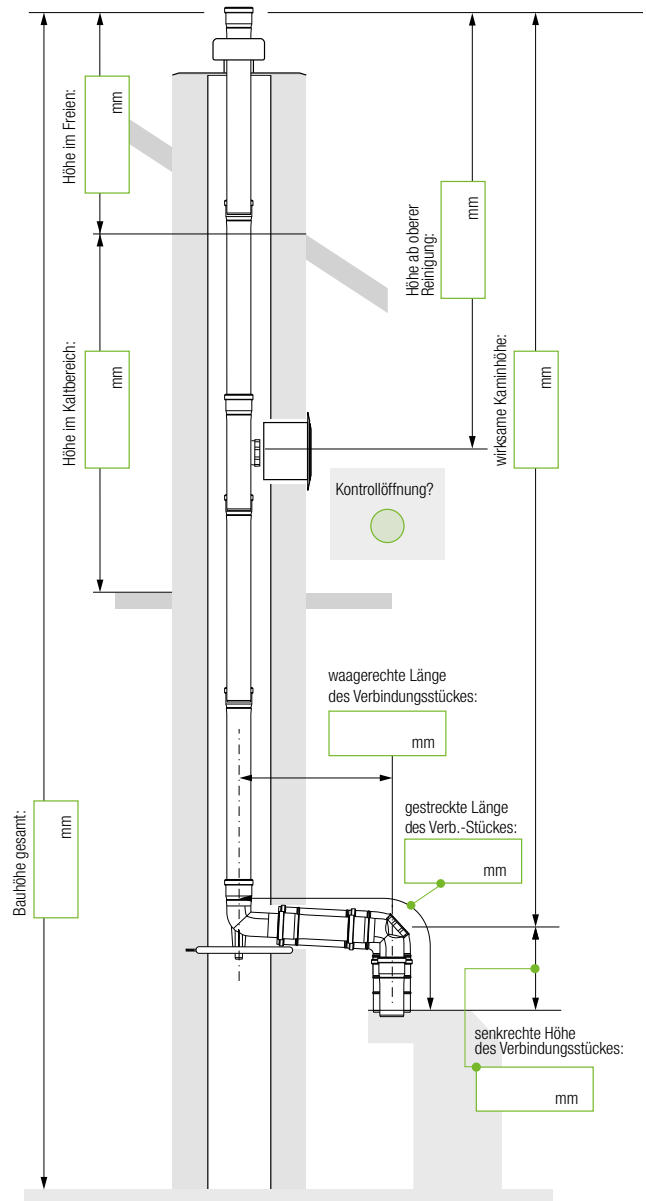 Höhe im Freien:
mm
Höhe ab oberer
Reinigung:
mm
Höhe im Kaltbereich:
mm
wirksame Kaminhöhe:
mm
Kontrollöffnung?
waagerechte Länge
des Verbindungsstückes:
mm
gestreckte Länge
des Verb.-Stückes:
mm
Bauhöhe gesamt:
mm
senkrechte Höhe
des Verbindungsstückes:
mm